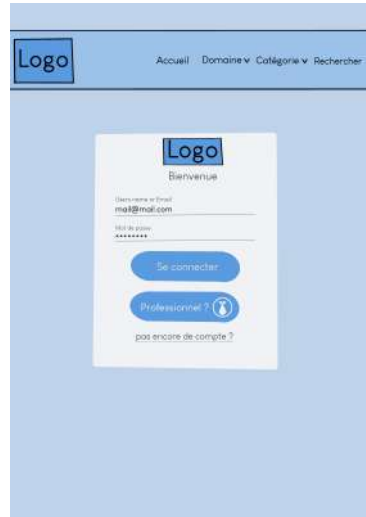 Logo
Accueil Domaine Catégorie Rechercher
Logo
Bienvenue
Users name or Email
mail@mail.com
Mot de passe
********
Se connecter
Professionnel ?
pas encore de compte ?